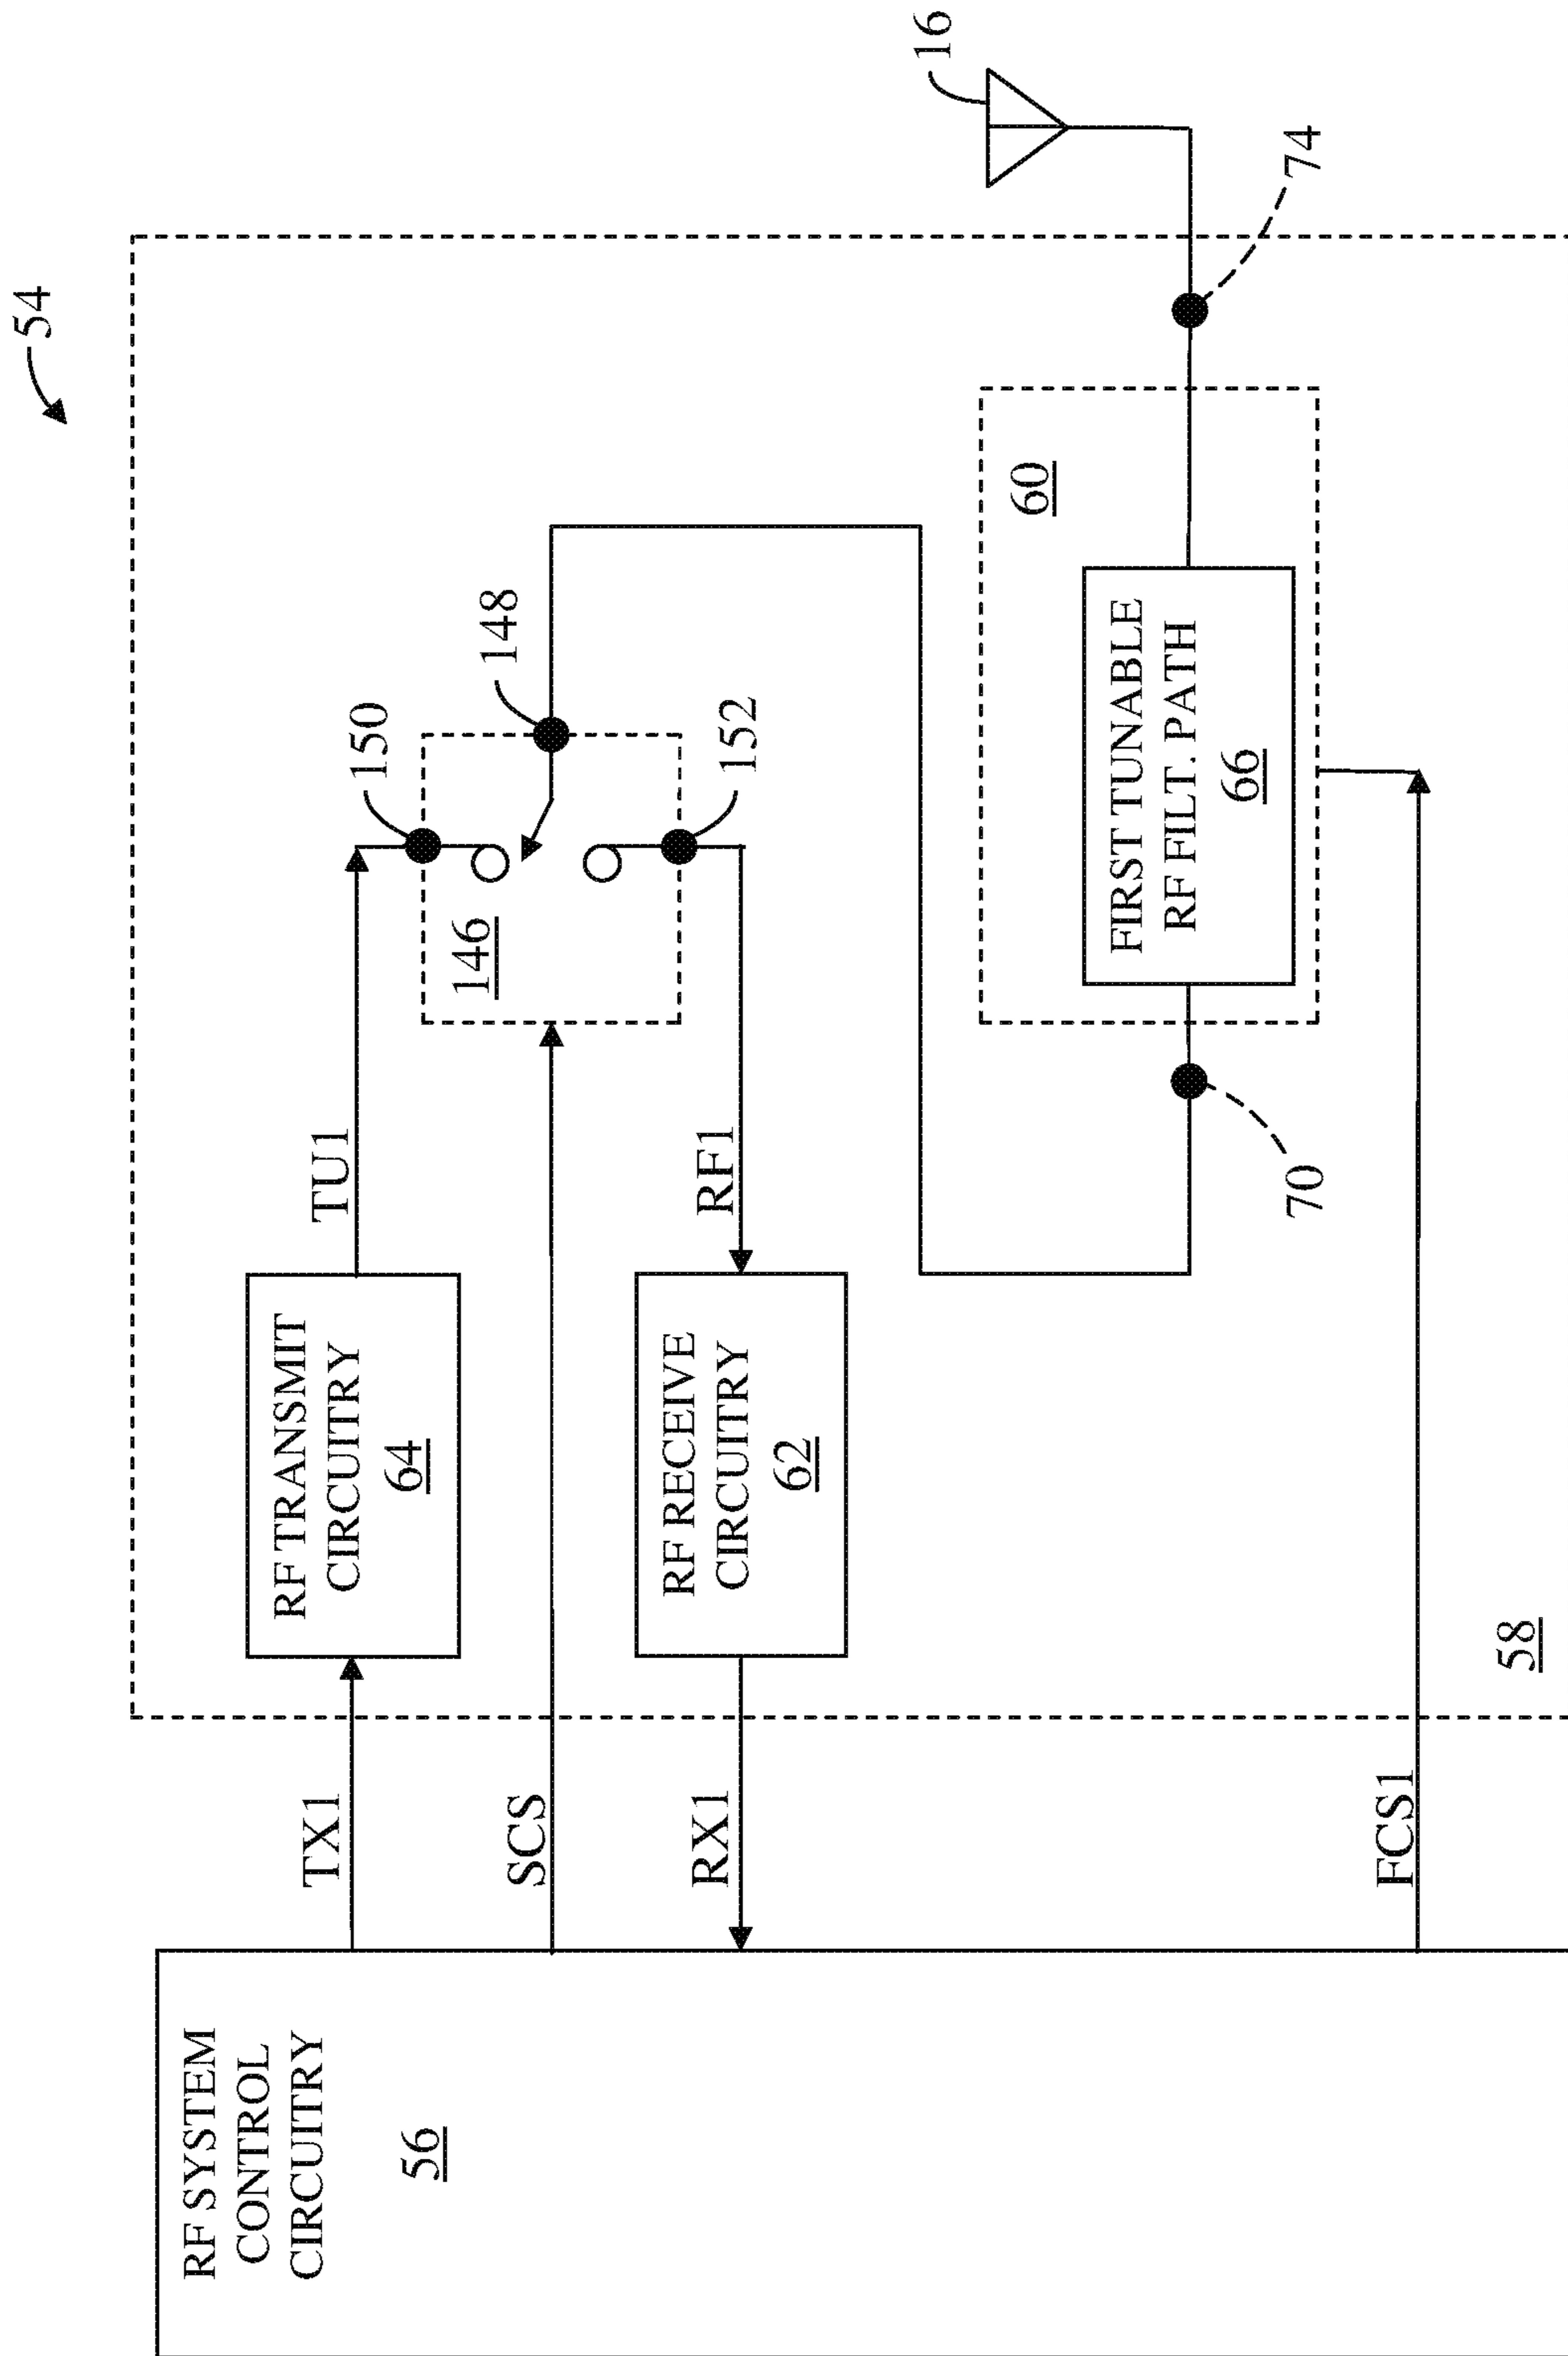 54
RF SYSTEM
CONTROL
CIRCUITRY
56
TX1
SCS
RX1
FCS1
58
RF TRANSMIT
CIRCUITRY
64
TU1
RF RECEIVE
CIRCUITRY
62
RF1
146
150
148
152
70
60
FIRST TUNABLE
RF FILT. PATH
66
74
16